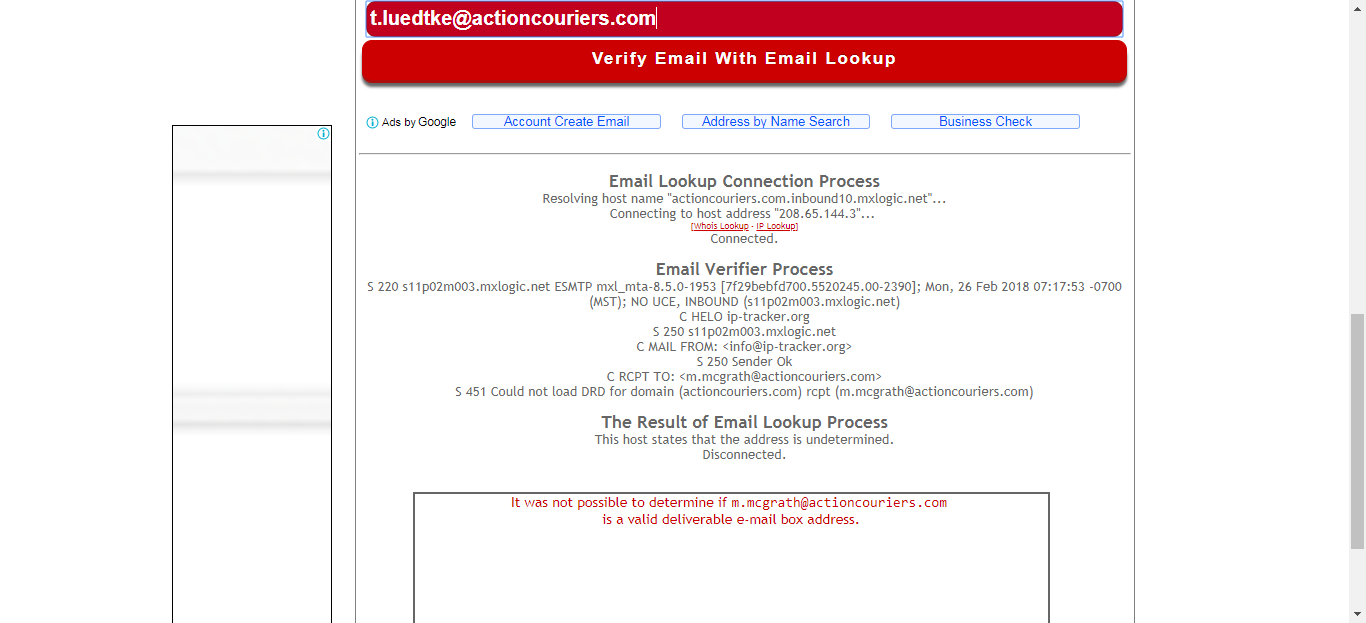 t.luedtke@actioncouriers.com
Verify Email With Email Lookup
Ads by Google Account Create Email Address by Name Search Business Check
Email Lookup Connection Process
Resolving host name "actioncouriers.com.inbound10.mxlogic.net"...
Connecting to host address "208.65.144.3"...
[Whois Lookup - IP Lookup]
Connected.
Email Verifier Process
S 220 s11p02m003.mxlogic.net ESMTP mxl_mta-8.5.0-1953 [7f29bebfd700.5520245.00-2390]; Mon, 26 Feb 2018 07:17:53 -0700
(MST); NO UCE, INBOUND (s11p02m003.mxlogic.net)
C HELO ip-tracker.org
S 250 s11p02m003.mxlogic.net
C MAIL FROM: <info@ip-tracker.org>
S 250 Sender Ok
C RCPT TO: <m.mcgrath@actioncouriers.com>
S 451 Could not load DRD for domain (actioncouriers.com) rcpt (m.mcgrath@actioncouriers.com)
The Result of Email Lookup Process
This host states that the address is undetermined.
Disconnected.
It was not possible to determine if m.mcgrath@actioncouriers.com
is a valid deliverable e-mail box address.